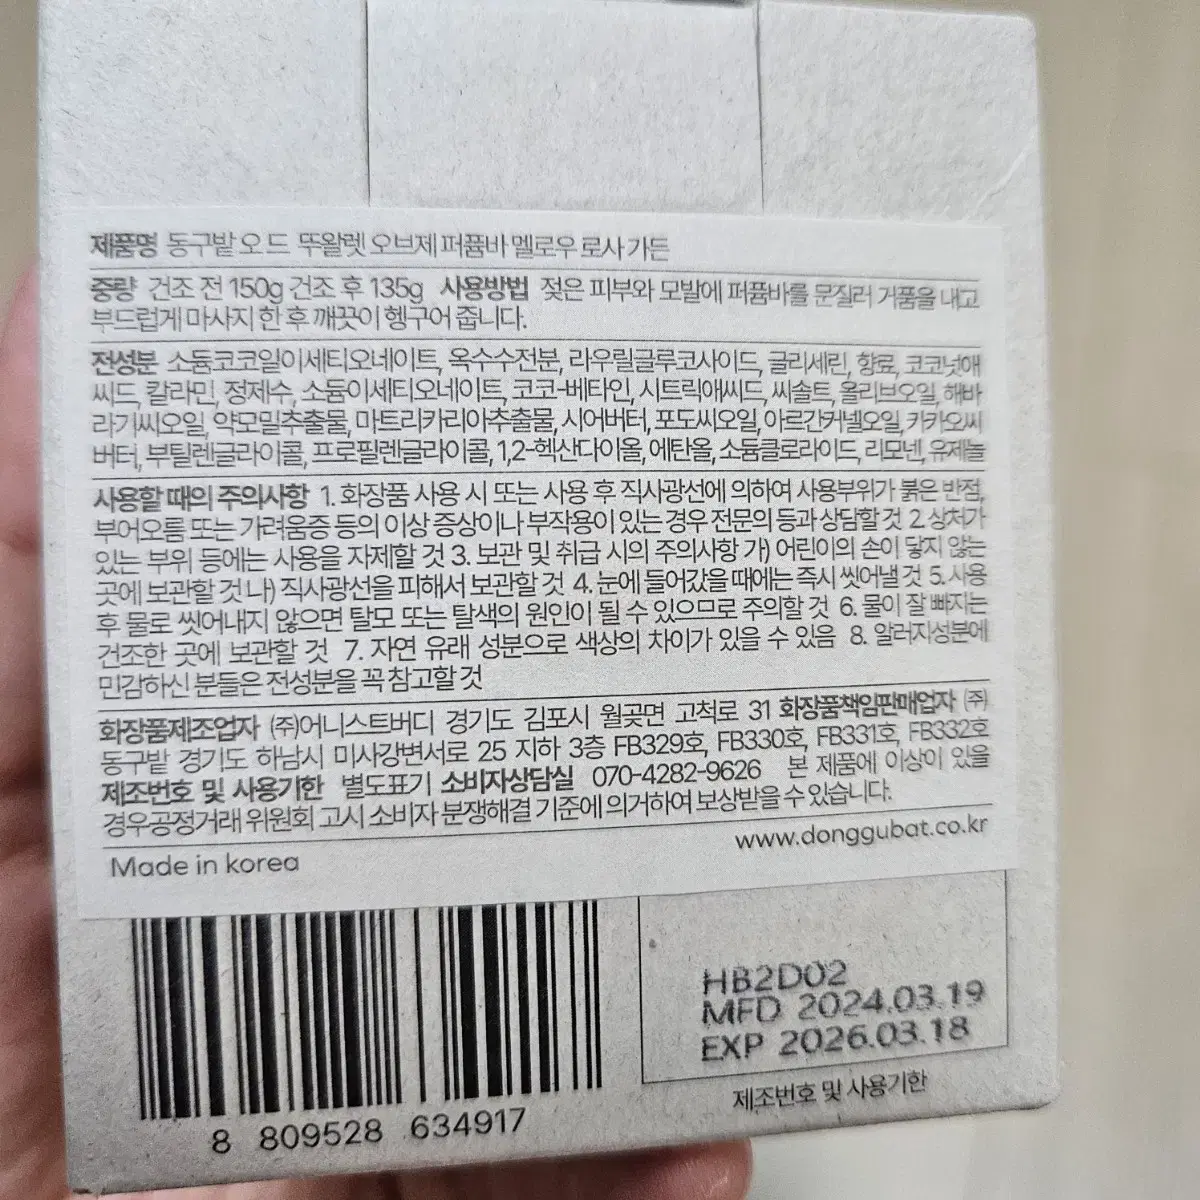 제품명 동구밭 오 드 뚜왈렛 오브제 퍼퓸바 멜로우 로사 가든
중량 건조 전 150g 건조 후 135g 사용방법 젖은 피부와 모발에 퍼퓸바를 문질러 거품을 내고
부드럽게 마사지 한 후 깨끗이 헹구어 줍니다.
전성분 소듐코코일이세티오네이트, 옥수수전분, 라우릴글루코사이드, 글리세린, 향료, 코코넛애
씨드, 칼라민, 정제수, 소듐이세티오네이트, 코코-베타인, 시트릭애씨드, 씨솔트, 올리브오일, 해바
라기씨오일, 약모밀추출물, 마트리카리아추출물, 시어버터, 포도씨오일, 아르간커넬오일, 카카오씨
버터, 부틸렌글라이콜, 프로필렌글라이콜, 1,2-헥산다이올, 에탄올, 소듐클로라이드, 리모넨, 유제놀
사용할 때의 주의사항 1. 화장품 사용 시 또는 사용 후 직사광선에 의하여 사용부위가 붉은 반점,
부어오름 또는 가려움증 등의 이상 증상이나 부작용이 있는 경우 전문의 등과 상담할 것 2. 상처가
있는 부위 등에는 사용을 자제할 것 3. 보관 및 취급 시의 주의사항 가) 어린이의 손이 닿지 않는
곳에 보관할 것 나) 직사광선을 피해서 보관할 것 4. 눈에 들어갔을 때에는 즉시 씻어낼 것 5. 사용
후 물로 씻어내지 않으면 탈모 또는 탈색의 원인이 될 수 있으므로 주의할 것 6. 물이 잘 빠지는
건조한 곳에 보관할 것 7. 자연 유래 성분으로 색상의 차이가 있을 수 있음 8. 알러지성분에
민감하신 분들은 전성분을 꼭 참고할 것
화장품제조업자 (주)어니스트버디 경기도 김포시 월곶면 고척로 31 화장품책임판매업자 (주)
동구밭 경기도 하남시 미사강변서로 25 지하 3층 FB329호, FB330호, FB331호, FB332호
제조번호 및 사용기한 별도표기 소비자상담실 070-4282-9626 본 제품에 이상이 있을
경우 공정거래 위원회 고시 소비자 분쟁해결 기준에 의거하여 보상받을 수 있습니다.
www.donggubat.co.kr
Made in korea
HB2D02
MFD 2024.03.19
EXP 2026.03.18
제조번호 및 사용기한
8 809528 634917